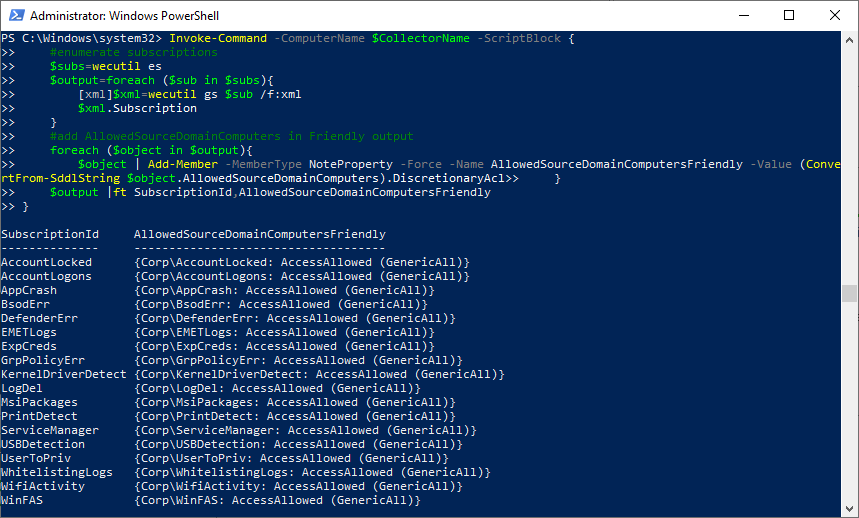 Administrator: Windows PowerShell
PS C:\Windows\system32> Invoke-Command -ComputerName $CollectorName -ScriptBlock {
>>     #enumerate subscriptions
>>     $subs=wecutil es
>>     $output=foreach ($sub in $subs){
>>         [xml]$xml=wecutil gs $sub /f:xml
>>         $xml.Subscription
>>     }
>>     #add AllowedSourceDomainComputers in Friendly output
>>     foreach ($object in $output){
>>         $object | Add-Member -MemberType NoteProperty -Force -Name AllowedSourceDomainComputersFriendly -Value (Conve
rtFrom-SddlString $object.AllowedSourceDomainComputers).DiscretionaryAcl>>     }
>>     $output |ft SubscriptionId,AllowedSourceDomainComputersFriendly
>> }
SubscriptionId     AllowedSourceDomainComputersFriendly
--------------     ------------------------------------
AccountLocked      {Corp\AccountLocked: AccessAllowed (GenericAll)}
AccountLogons      {Corp\AccountLogons: AccessAllowed (GenericAll)}
AppCrash           {Corp\AppCrash: AccessAllowed (GenericAll)}
BsodErr            {Corp\BsodErr: AccessAllowed (GenericAll)}
DefenderErr        {Corp\DefenderErr: AccessAllowed (GenericAll)}
EMETLogs           {Corp\EMETLogs: AccessAllowed (GenericAll)}
ExpCreds           {Corp\ExpCreds: AccessAllowed (GenericAll)}
GrpPolicyErr       {Corp\GrpPolicyErr: AccessAllowed (GenericAll)}
KernelDriverDetect {Corp\KernelDriverDetect: AccessAllowed (GenericAll)}
LogDel             {Corp\LogDel: AccessAllowed (GenericAll)}
MsiPackages        {Corp\MsiPackages: AccessAllowed (GenericAll)}
PrintDetect        {Corp\PrintDetect: AccessAllowed (GenericAll)}
ServiceManager     {Corp\ServiceManager: AccessAllowed (GenericAll)}
USBDetection       {Corp\USBDetection: AccessAllowed (GenericAll)}
UserToPriv         {Corp\UserToPriv: AccessAllowed (GenericAll)}
WhitelistingLogs   {Corp\WhitelistingLogs: AccessAllowed (GenericAll)}
WifiActivity       {Corp\WifiActivity: AccessAllowed (GenericAll)}
WinFAS             {Corp\WinFAS: AccessAllowed (GenericAll)}